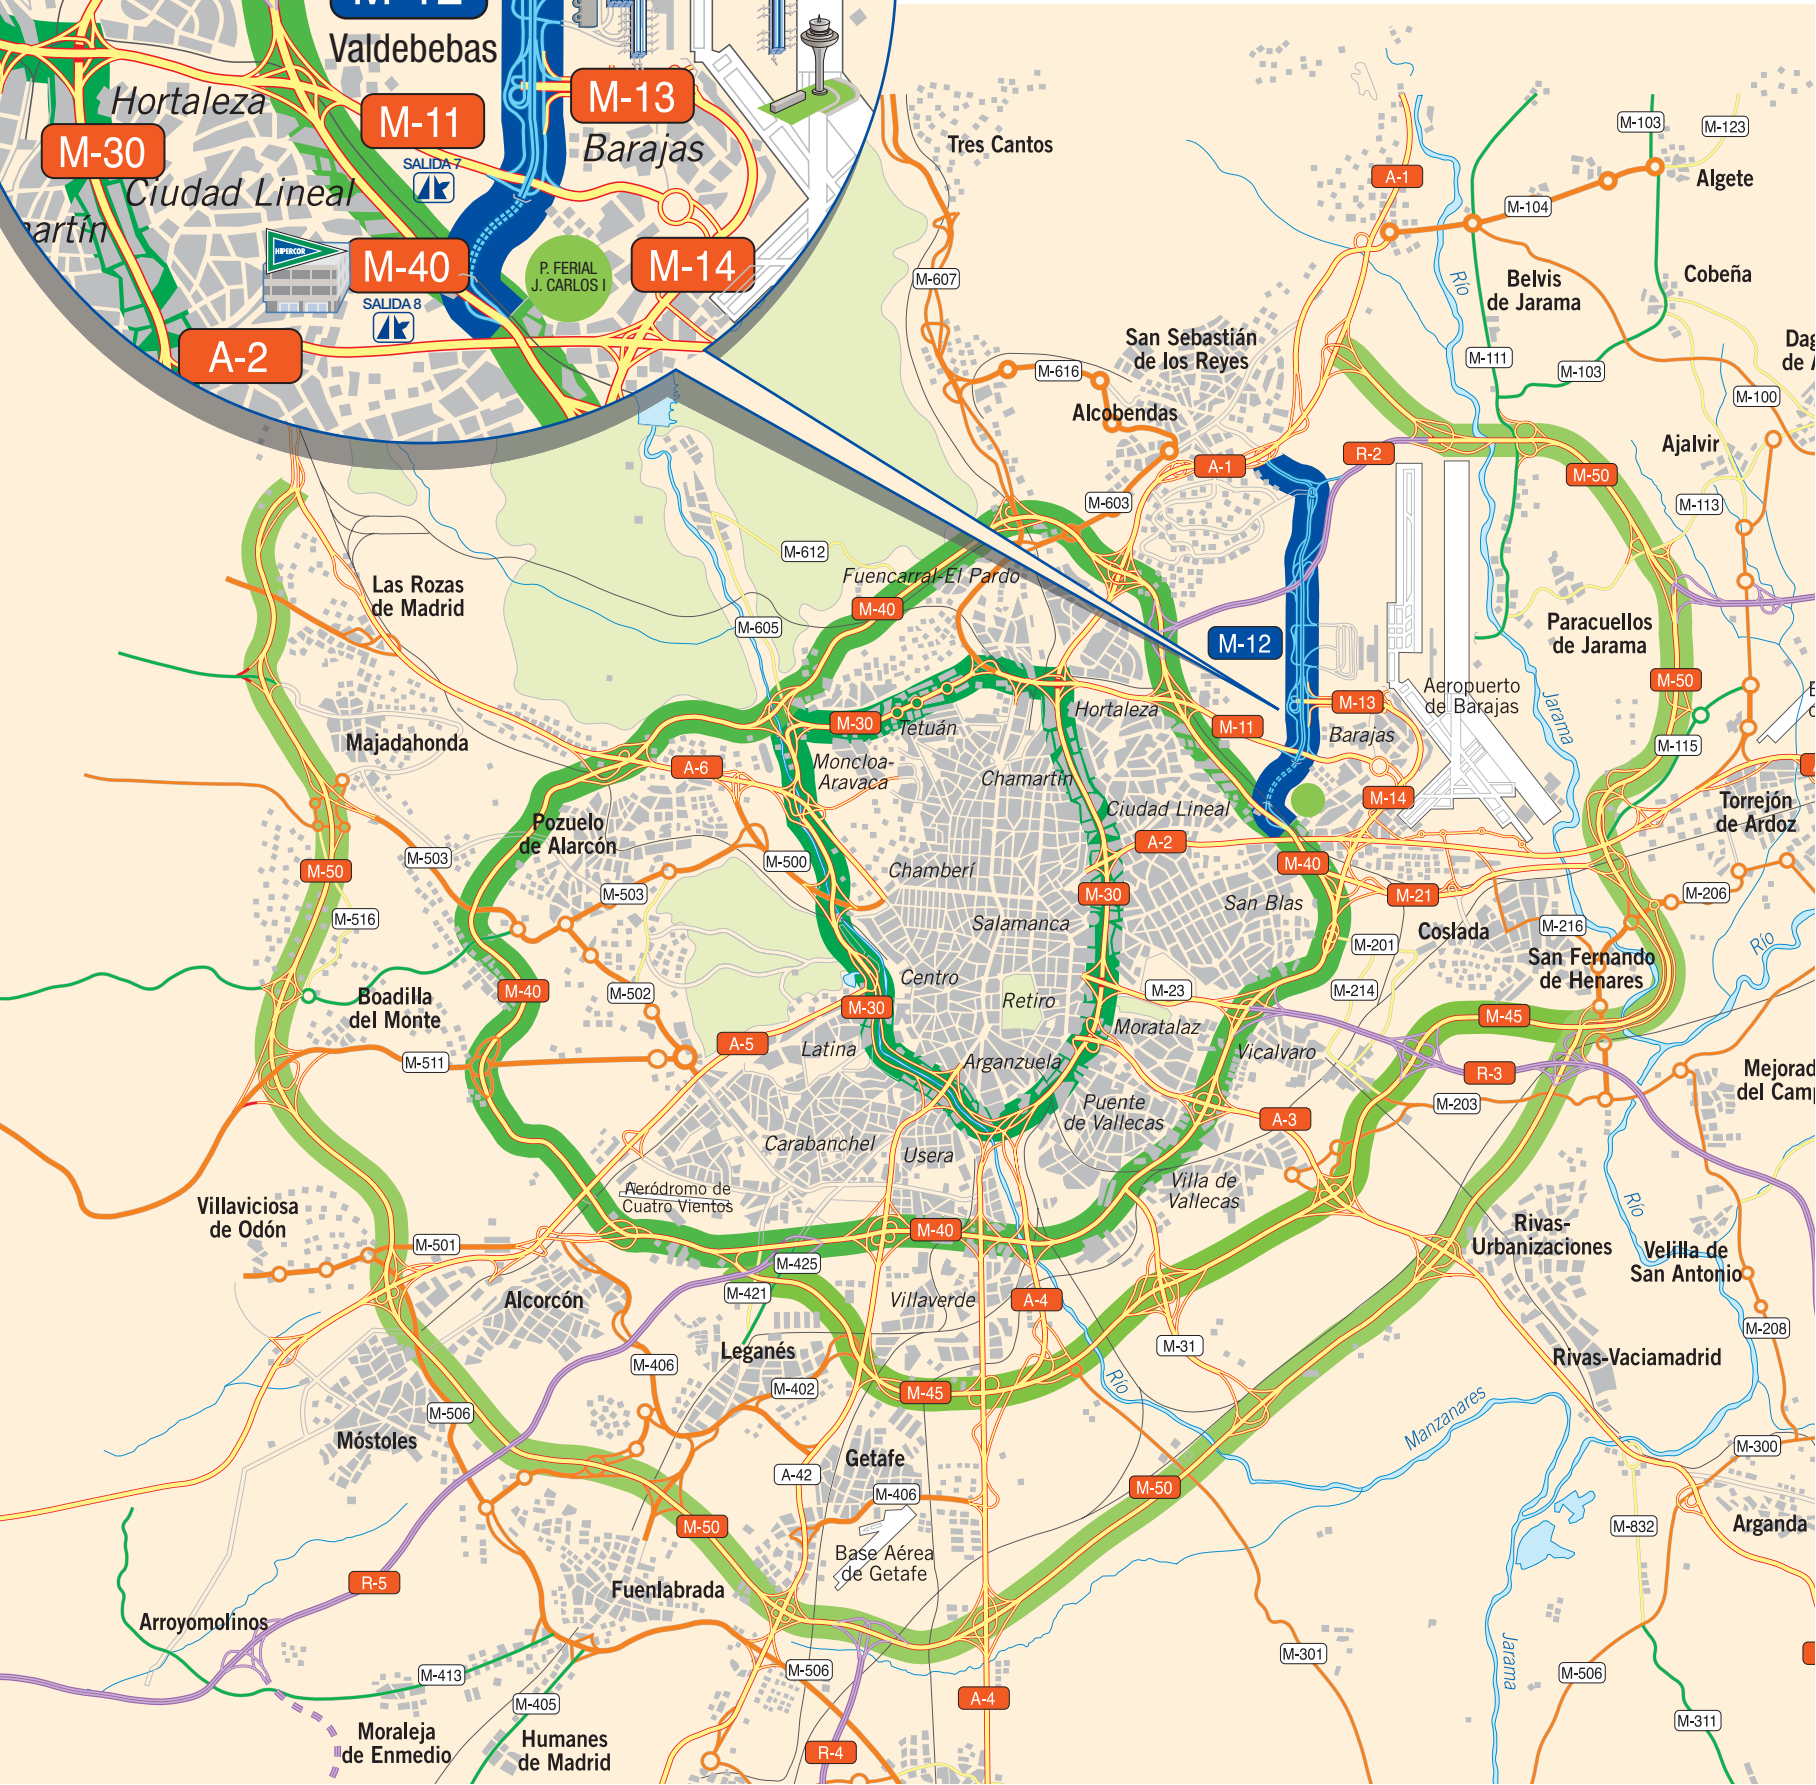 M-12
Valdebebas
Hortaleza
M-11
M-13
M-30
Barajas
SALIDA 7
Ciudad Lineal
artín
HIPERCOR
M-40
P. FERIAL
J. CARLOS I
M-14
SALIDA 8
A-2
Tres Cantos
M-103
M-123
A-1
Algete
M-104
M-607
Río
Belvis
de Jarama
Cobeña
San Sebastián
de los Reyes
M-111
M-103
Dag
de A
M-616
M-100
Alcobendas
Ajalvir
A-1
R-2
M-50
M-603
M-113
M-612
Fuencarral-El Pardo
Las Rozas
de Madrid
M-40
M-605
M-12
Paracuellos
de Jarama
M-50
Aeropuerto
de Barajas
M-13
Jarama
Hortaleza
M-30
Tetuán
M-11
Barajas
Majadahonda
M-115
A-6
Moncloa-
Aravaca
Chamartín
M-14
Ciudad Lineal
Torrejón
de Ardoz
Pozuelo
de Alarcón
A-2
M-503
M-500
M-40
M-50
Chamberí
M-503
M-30
M-21
M-206
San Blas
M-516
Salamanca
M-216
Coslada
M-201
Río
San Fernando
de Henares
Centro
M-40
M-502
M-23
M-214
Boadilla
del Monte
Retiro
M-30
M-45
Moratalaz
A-5
Latina
Vicalvaro
M-511
Arganzuela
R-3
Mejorad
del Camp
M-203
Puente
de Vallecas
A-3
Carabanchel
Usera
Aeródromo de
Cuatro Vientos
Villa de
Vallecas
Río
Villaviciosa
de Odón
Rivas-
Urbanizaciones
M-40
M-501
Velilla de
San Antonio
M-425
M-421
Alcorcón
Villaverde
A-4
M-208
M-31
Leganés
Rivas-Vaciamadrid
M-406
Río
M-402
M-45
M-506
Manzanares
Móstoles
M-300
Getafe
A-42
M-50
M-406
M-50
M-832
Arganda
Base Aérea
de Getafe
R-5
Fuenlabrada
Arroyomolinos
M-301
Jarama
M-506
M-413
M-506
M-405
A-4
M-311
Moraleja
de Enmedio
Humanes
de Madrid
R-4